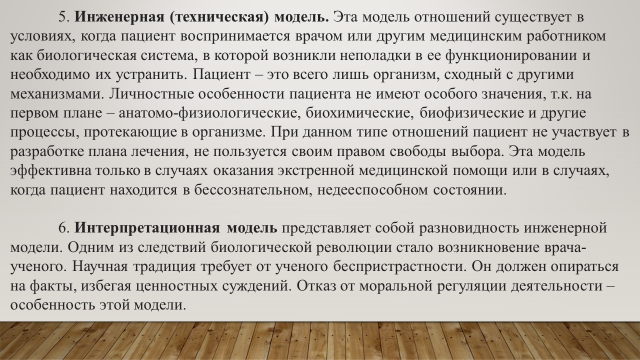 5. Инженерная (техническая) модель. Эта модель отношений существует в
условиях, когда пациент воспринимается врачом или другим медицинским работником
как биологическая система, в которой возникли неполадки в ее функционировании и
необходимо их устранить. Пациент – это всего лишь организм, сходный с другими
механизмами. Личностные особенности пациента не имеют особого значения, т.к. на
первом плане – анатомо-физиологические, биохимические, биофизические и другие
процессы, протекающие в организме. При данном типе отношений пациент не участвует в
разработке плана лечения, не пользуется своим правом свободы выбора. Эта модель
эффективна только в случаях оказания экстренной медицинской помощи или в случаях,
когда пациент находится в бессознательном, недееспособном состоянии.
6. Интерпретационная модель представляет собой разновидность инженерной
модели. Одним из следствий биологической революции стало возникновение врача-
ученого. Научная традиция требует от ученого беспристрастности. Он должен опираться
на факты, избегая ценностных суждений. Отказ от моральной регуляции деятельности –
особенность этой модели.